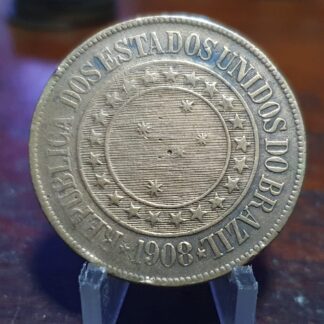 REPUBLICA DOS ESTADOS UNIDOS DO BRAZIL
1908